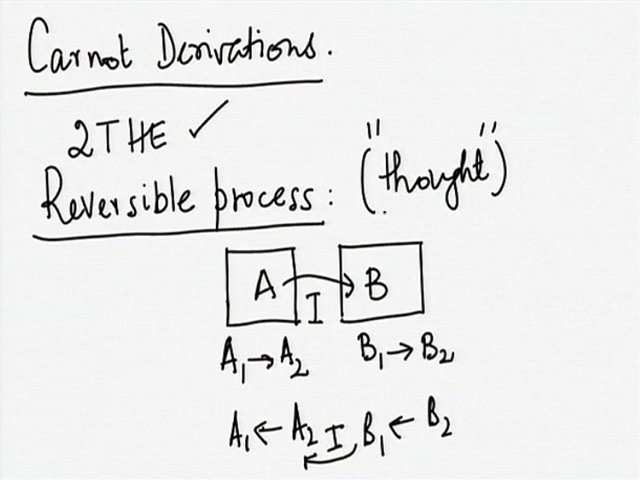 Carnot Derivations.
2THE ✓
Reversible process: ("thought")
A → B
I
A₁→A₂ B₁→B₂
A₁←A₂ I B₁←B₂